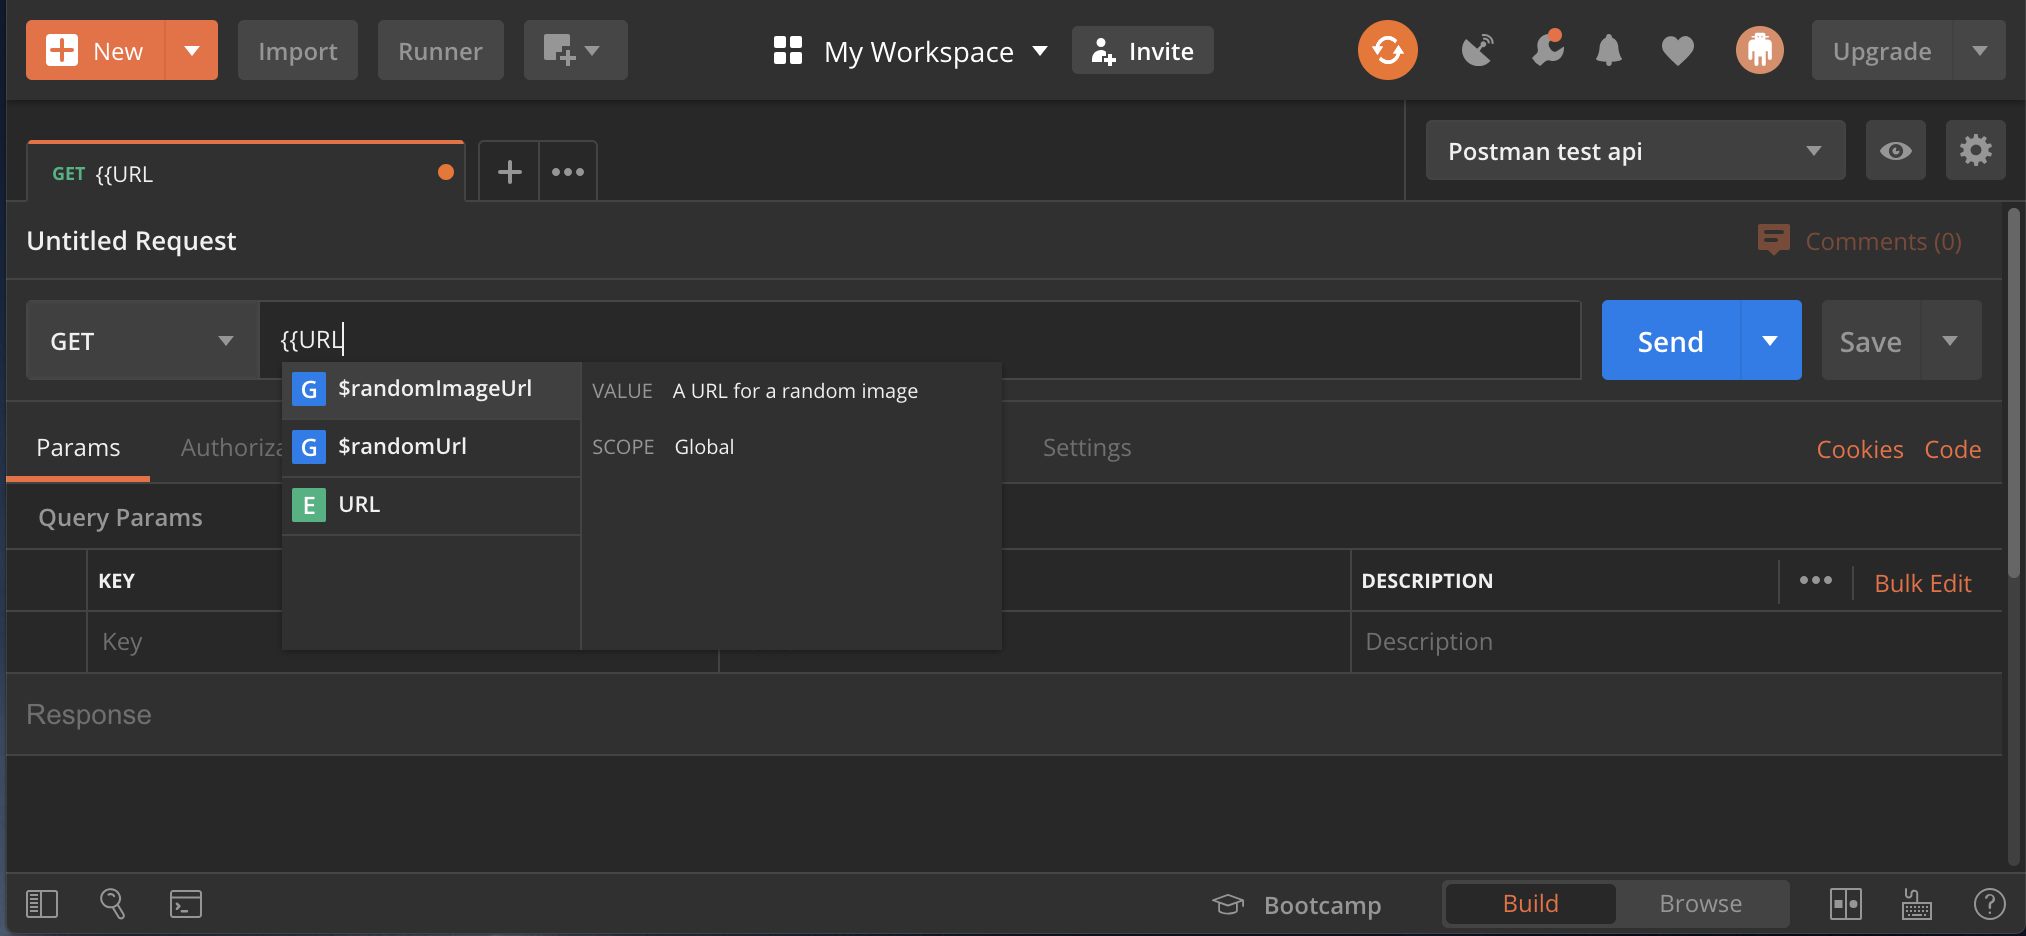 New
Import
Runner
My Workspace
Invite
Upgrade
GET {{URL
Postman test api
Untitled Request
Comments (0)
GET
{{URL
Send
Save
G $randomImageUrl
VALUE A URL for a random image
G $randomUrl
SCOPE Global
E URL
Params
Authoriza
Settings
Cookies
Code
Query Params
KEY
DESCRIPTION
Bulk Edit
Key
Description
Response
Bootcamp
Build
Browse